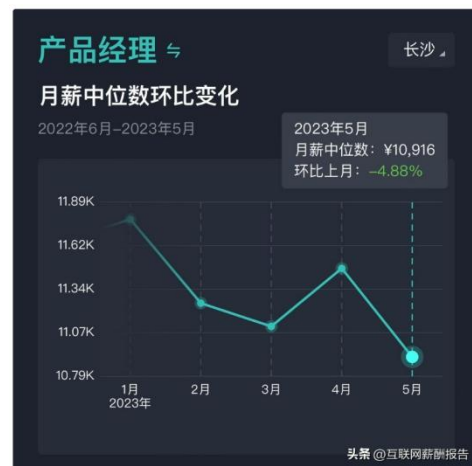 产品经理 ⇋
长沙
月薪中位数环比变化
2022年6月-2023年5月
2023年5月
月薪中位数：¥10,916
环比上月：-4.88%
11.89K
11.62K
11.34K
11.07K
10.79K
1月 2月 3月 4月 5月
2023年
头条 @互联网薪酬报告